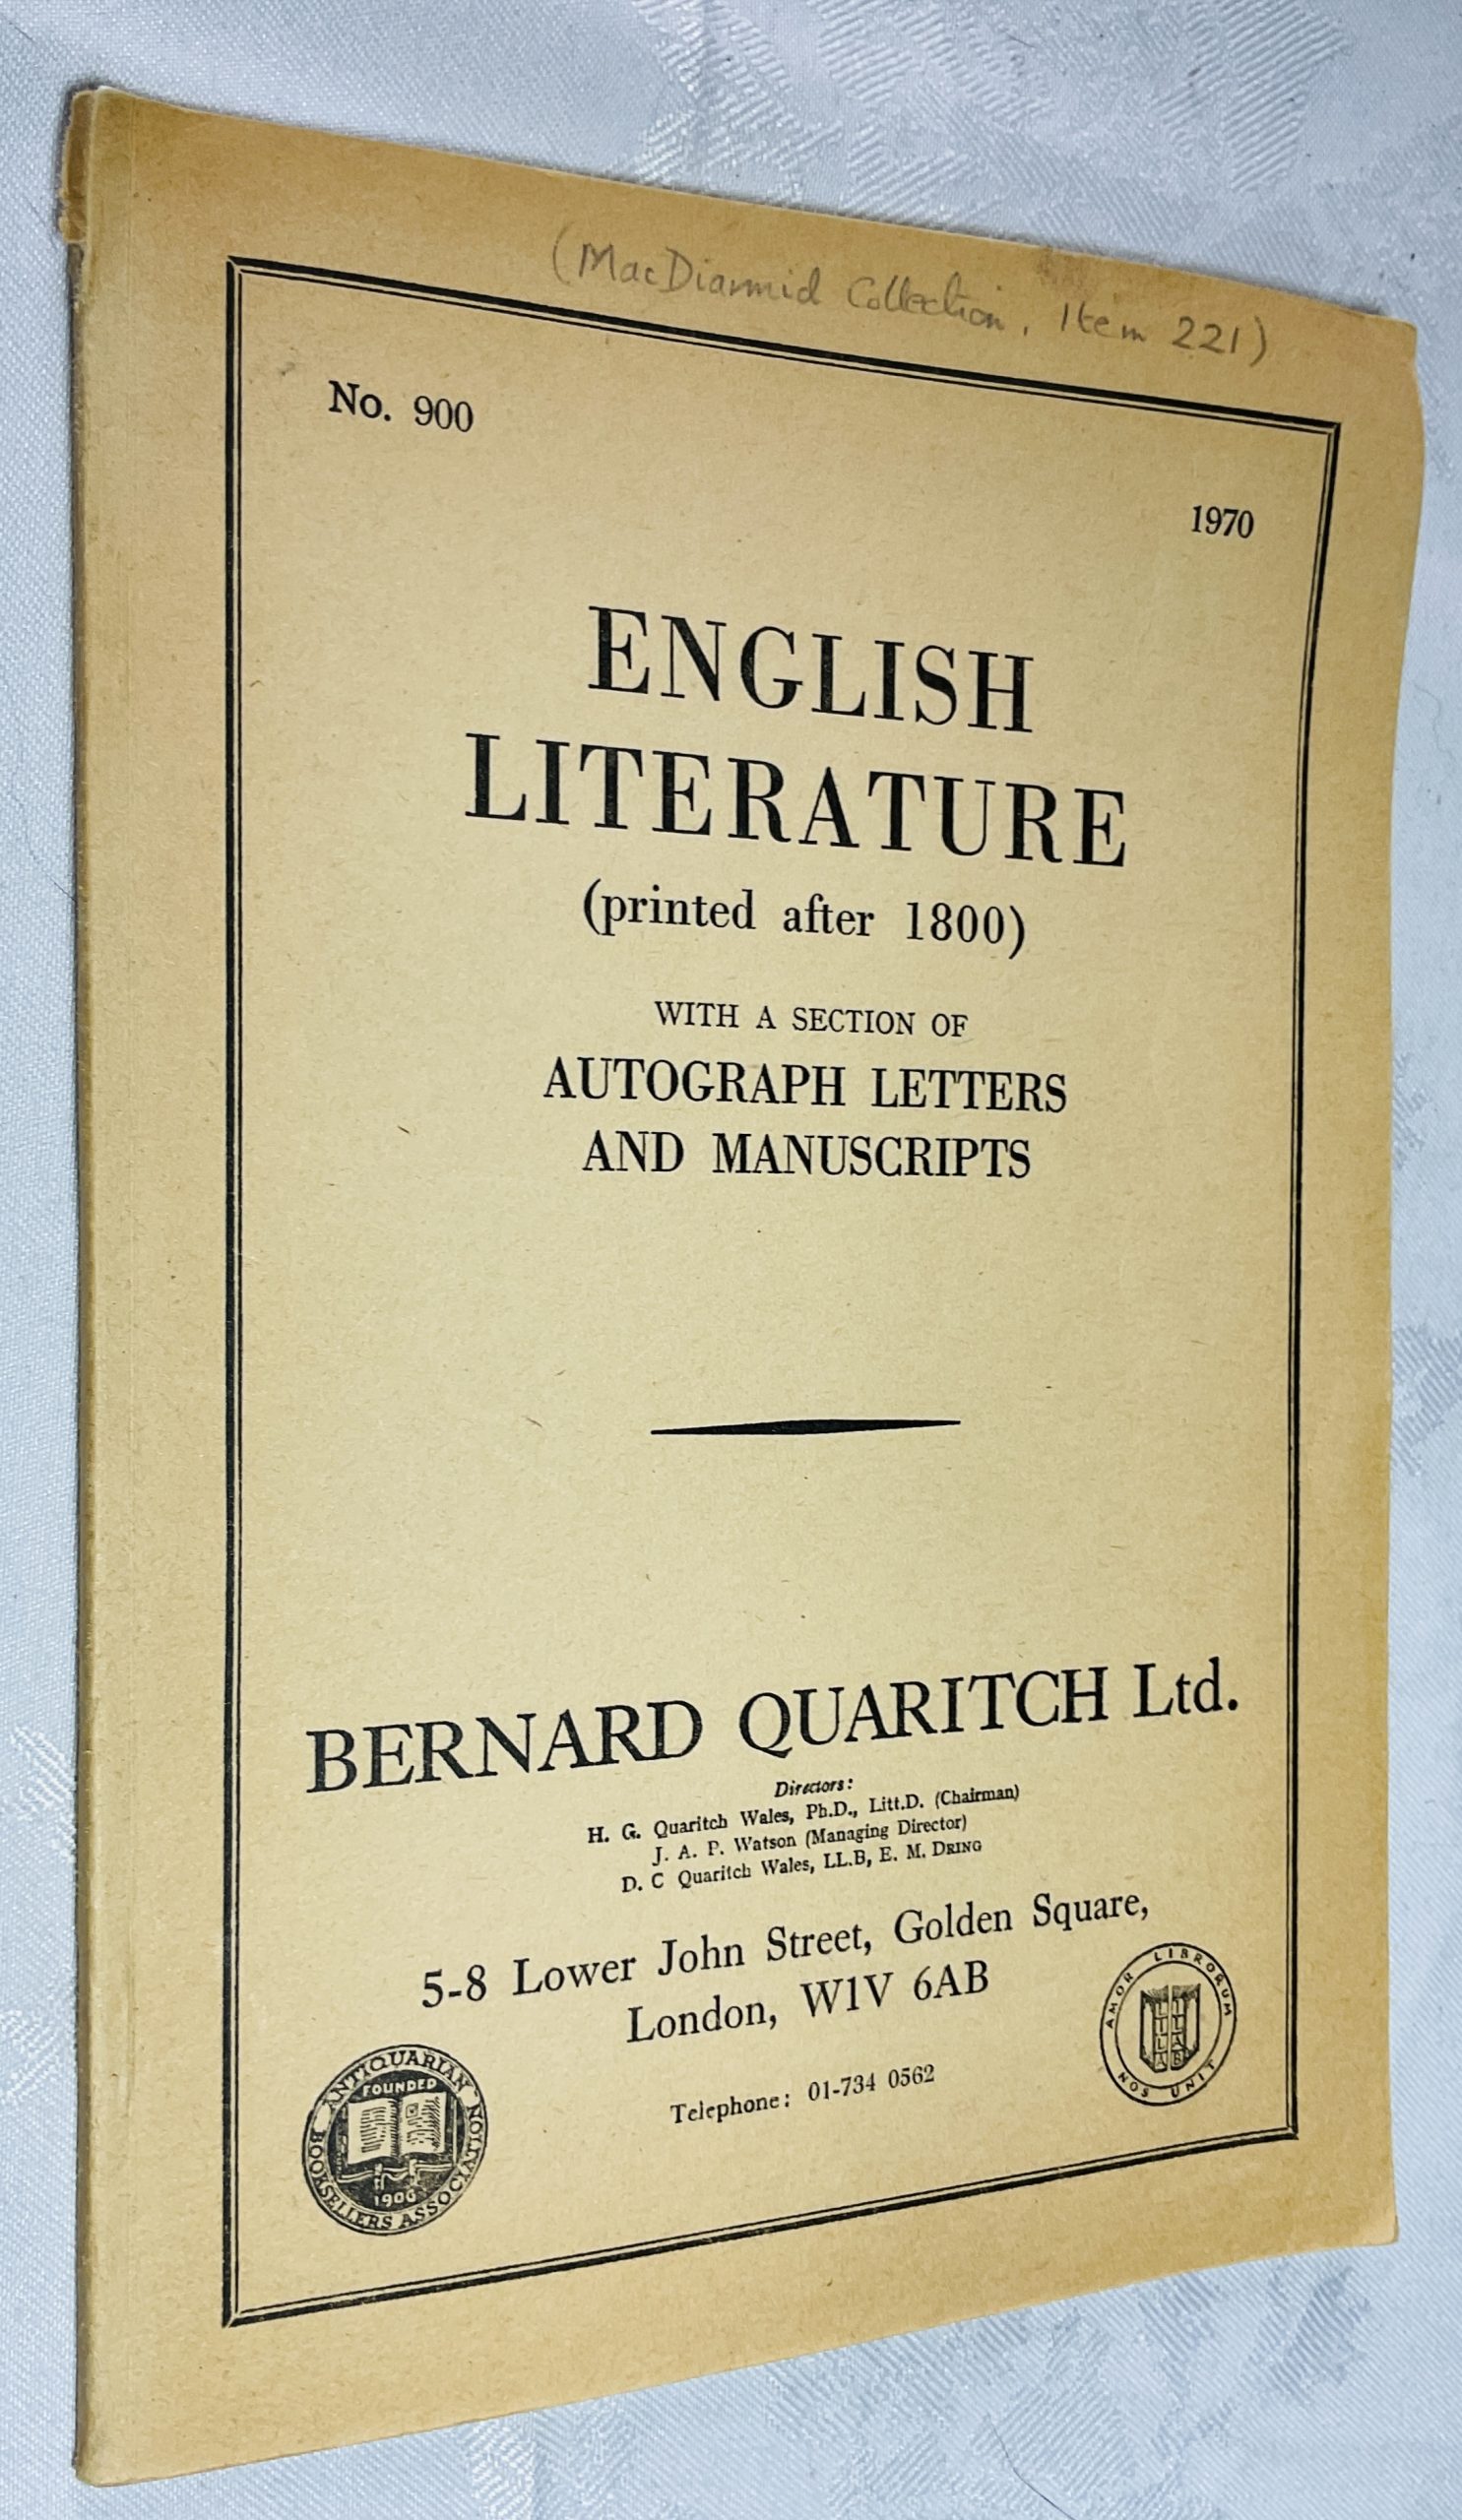 (MacDiarmid Collection, Item 221)
No. 900
1970
ENGLISH
LITERATURE
(printed after 1800)
WITH A SECTION OF
AUTOGRAPH LETTERS
AND MANUSCRIPTS
BERNARD QUARITCH Ltd.
Directors:
H. G. Quaritch Wales, Ph.D., Litt.D. (Chairman)
J. A. P. Watson (Managing Director)
D. C Quaritch Wales, LL.B, E. M. DRING
5-8 Lower John Street, Golden Square,
London, W1V 6AB
Telephone: 01-734 0562
ANTIQUARIAN BOOKSELLERS ASSOCIATION
FOUNDED
1906
AMOR LIBRORUM
NOS UNIT
LILA
ILAB